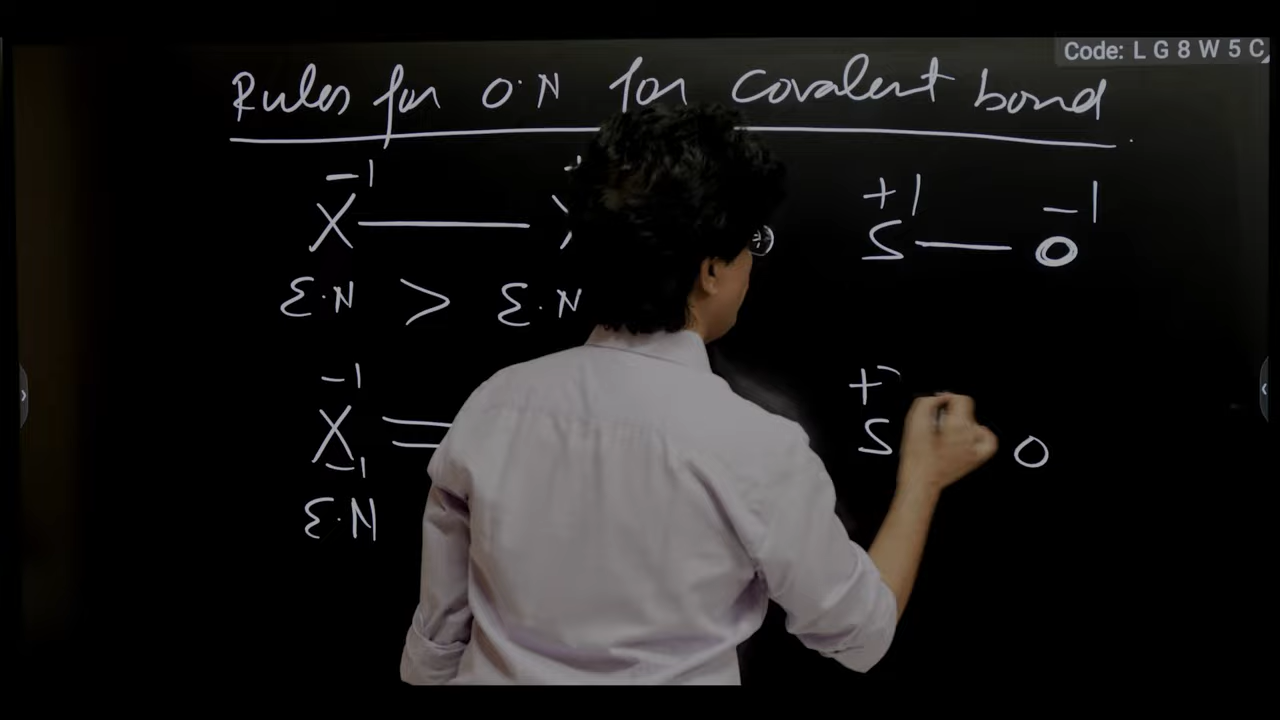 Code: L G 8 W 5 C
Rules for O.N for covalent bond
-1 +1 -1
X S O
E.N > E.N
-1 +
X S O
-1
E.N